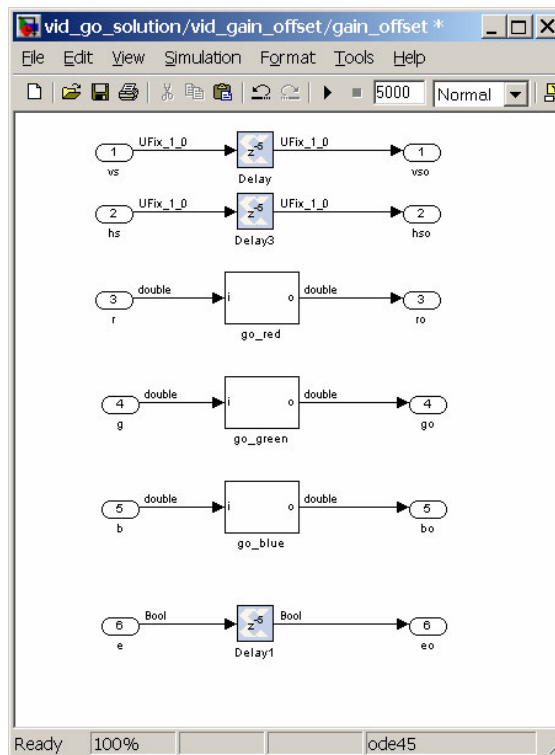 vid_go_solution/vid_gain_offset/gain_offset *
File Edit View Simulation Format Tools Help
5000 Normal
1 UFix_1_0 z-5 UFix_1_0 1
vs Delay vso
2 UFix_1_0 z-5 UFix_1_0 2
hs Delay3 hso
3 double i o double 3
r go_red ro
4 double i o double 4
g go_green go
5 double i o double 5
b go_blue bo
6 Bool z-5 Bool 6
e Delay1 eo
Ready 100% ode45